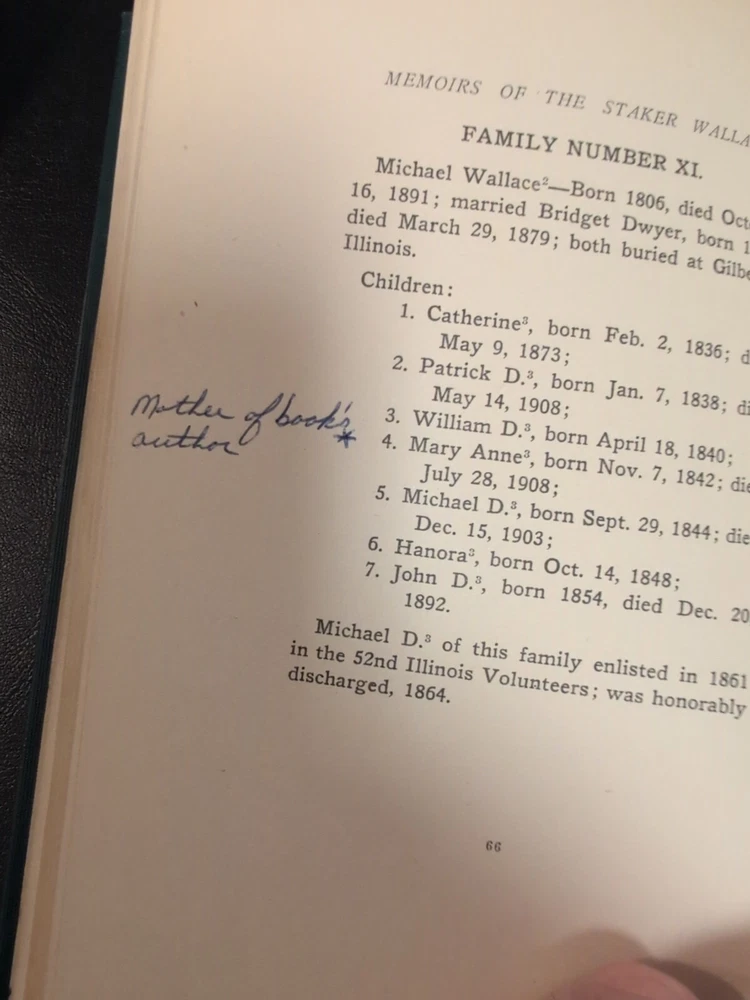 MEMOIRS OF THE STAKER WALLA
FAMILY NUMBER XI.
Michael Wallace²—Born 1806, died Oct
16, 1891; married Bridget Dwyer, born 1
died March 29, 1879; both buried at Gilbe
Illinois.
Children:
1. Catherine³, born Feb. 2, 1836; d
May 9, 1873;
2. Patrick D.³, born Jan. 7, 1838; di
May 14, 1908;
3. William D.³, born April 18, 1840;
Mother of book's
author *
4. Mary Anne³, born Nov. 7, 1842; die
July 28, 1908;
5. Michael D.³, born Sept. 29, 1844; die
Dec. 15, 1903;
6. Hanora³, born Oct. 14, 1848;
7. John D.³, born 1854, died Dec. 20
1892.
Michael D.³ of this family enlisted in 1861
in the 52nd Illinois Volunteers; was honorably
discharged, 1864.
66